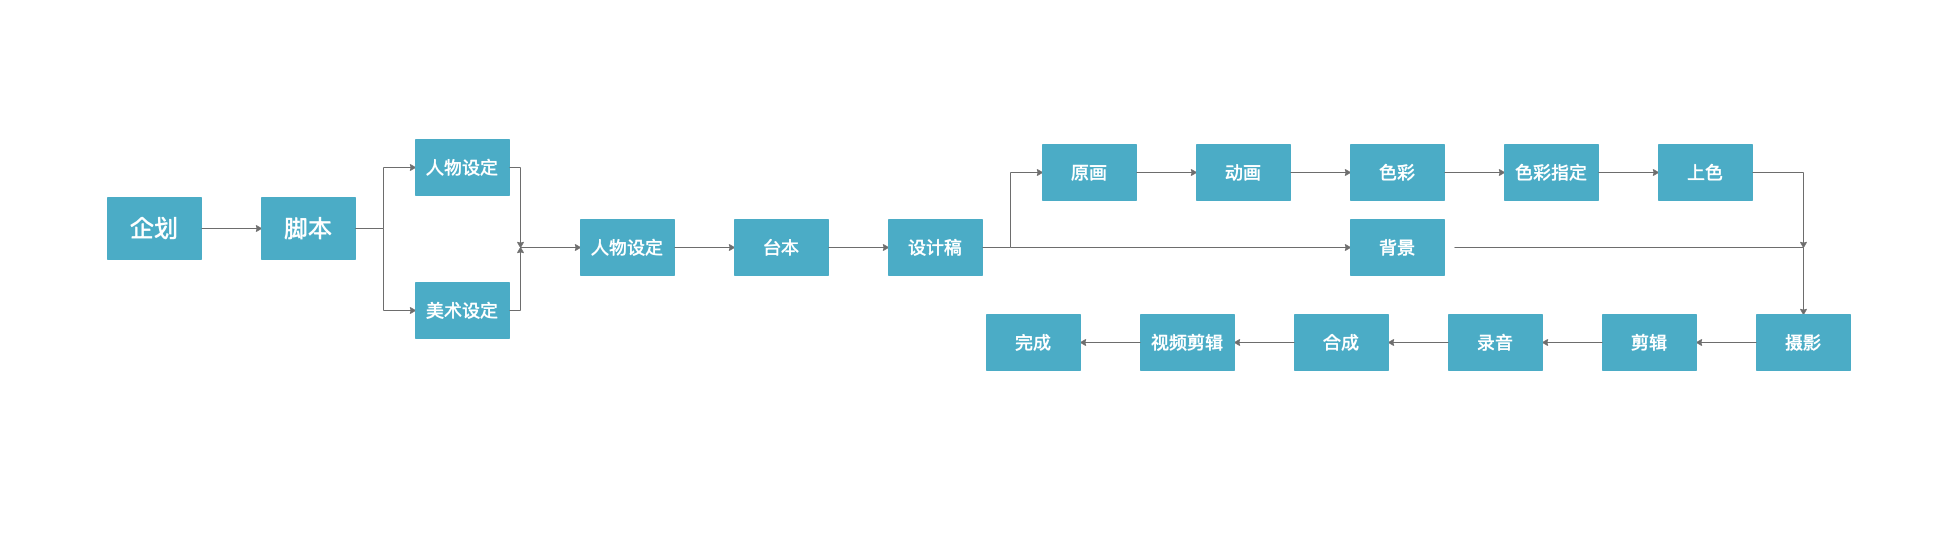 企划
脚本
人物设定
美术设定
人物设定
台本
设计稿
原画
动画
色彩
色彩指定
上色
背景
摄影
剪辑
录音
合成
视频剪辑
完成